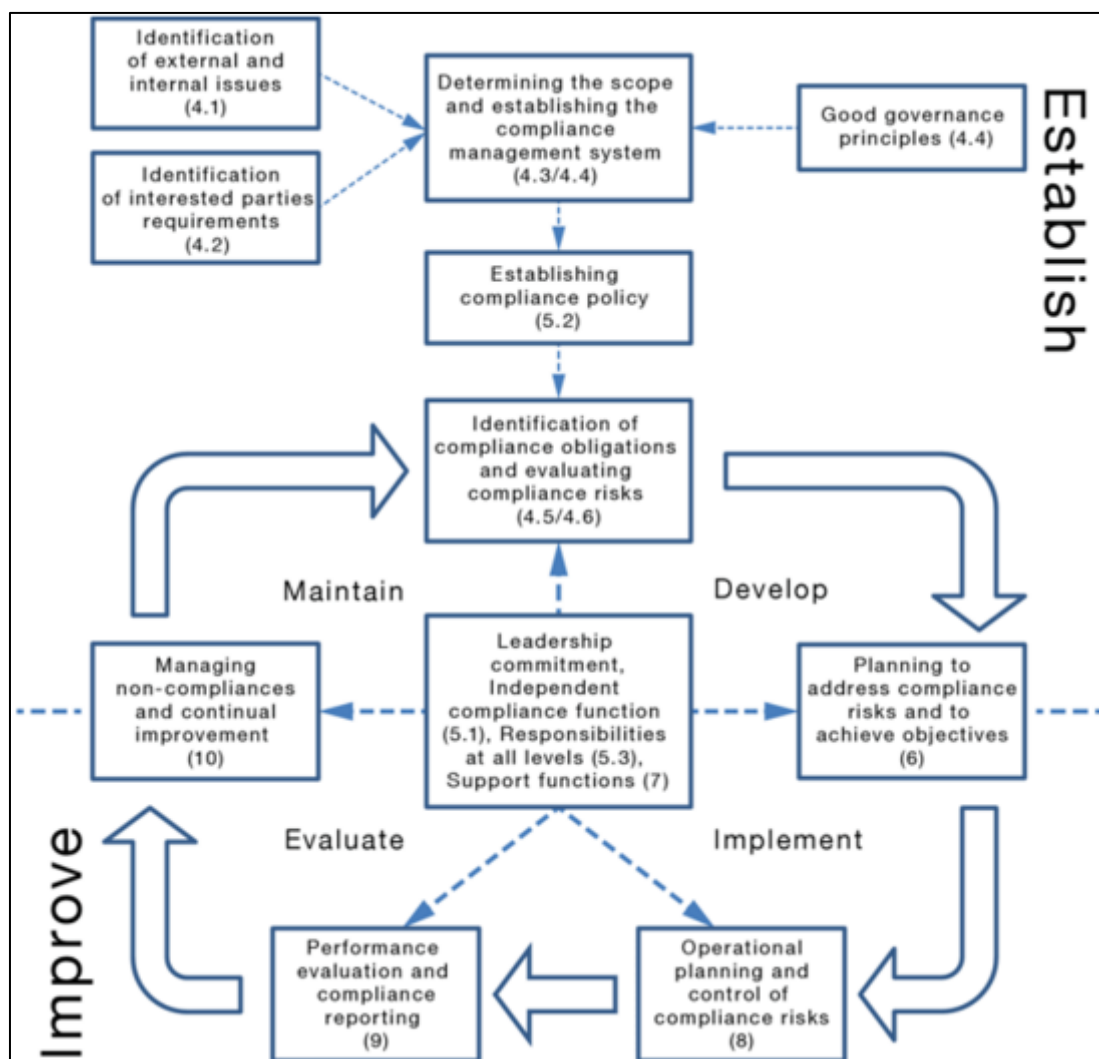 Identification
of external and
internal issues
(4.1)
Determining the scope
and establishing the
compliance
management system
(4.3/4.4)
Good governance
principles (4.4)
Establish
Identification
of interested parties
requirements
(4.2)
Establishing
compliance policy
(5.2)
Identification of
compliance obligations
and evaluating
compliance risks
(4.5/4.6)
Maintain
Develop
Managing
non-compliances
and continual
improvement
(10)
Leadership
commitment,
Independent
compliance function
(5.1), Responsibilities
at all levels (5.3),
Support functions (7)
Planning to
address compliance
risks and to
achieve objectives
(6)
Evaluate
Implement
Improve
Performance
evaluation and
compliance
reporting
(9)
Operational
planning and
control of
compliance risks
(8)